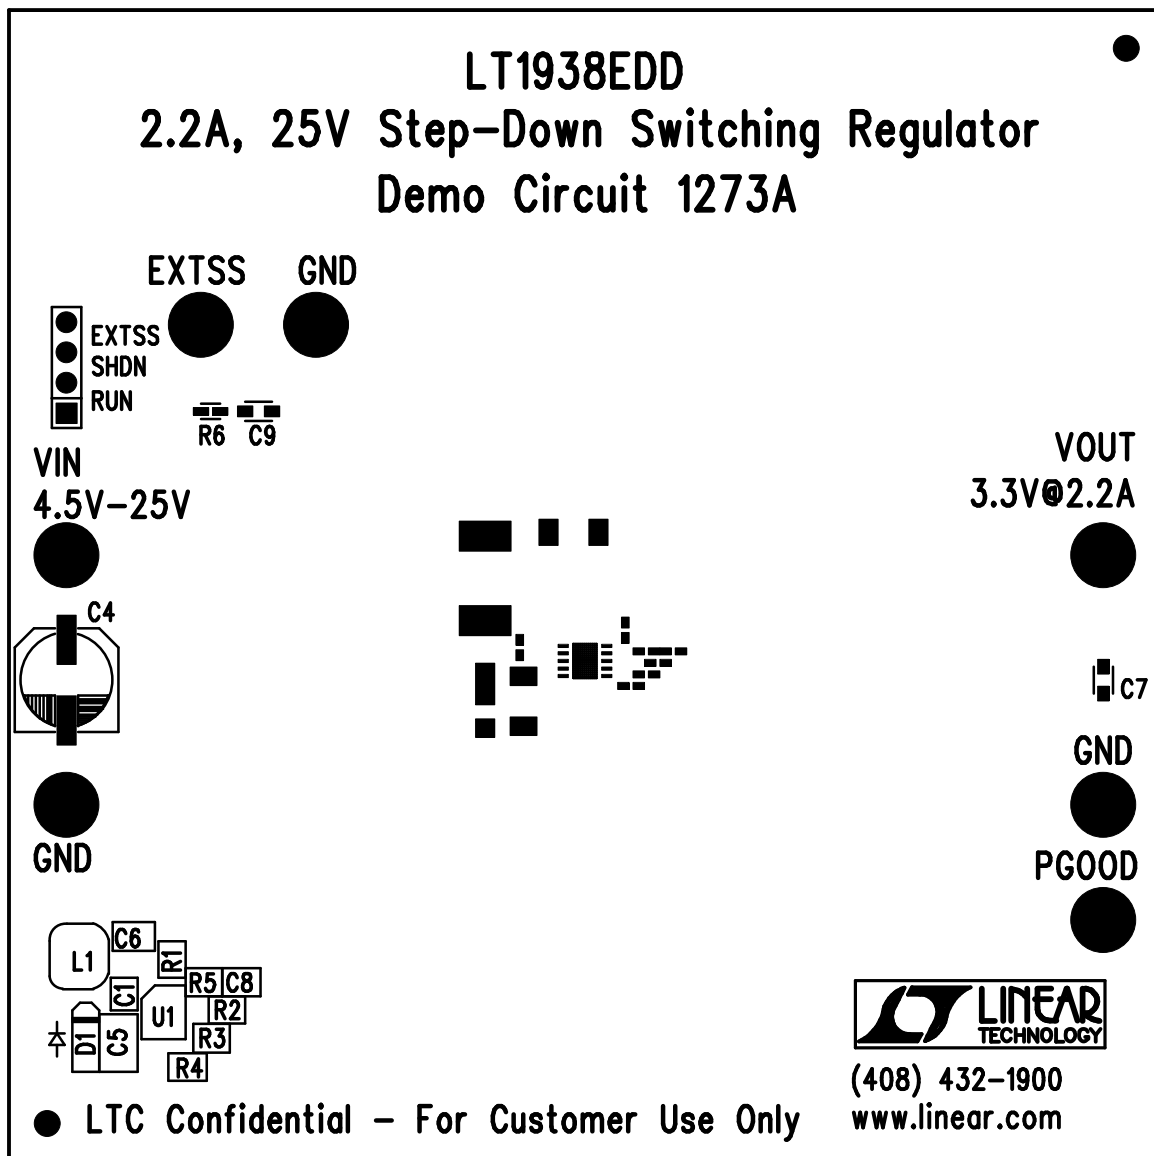 LT1938EDD
2.2A, 25V Step-Down Switching Regulator
Demo Circuit 1273A
EXTSS GND
EXTSS
SHDN
RUN
R6 C9
VIN
4.5V-25V
VOUT
3.3V@2.2A
C4
C7
GND
GND
PGOOD
C6
L1
R1
R5 C8
C1
R2
U1
R3
D1
C5
R4
LINEAR
TECHNOLOGY
(408) 432-1900
www.linear.com
LTC Confidential - For Customer Use Only